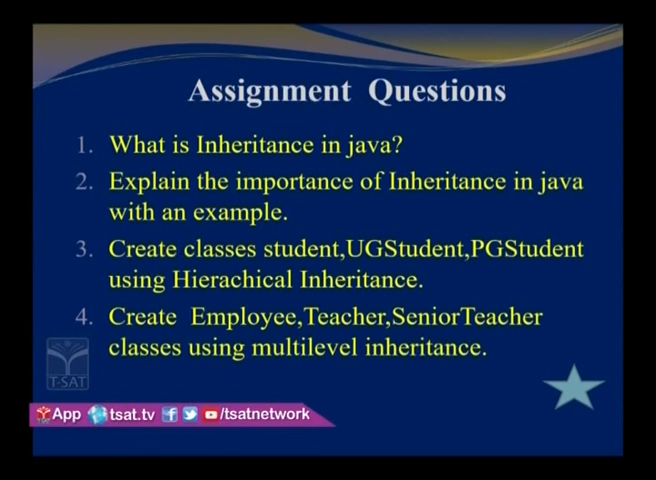 Assignment Questions
1. What is Inheritance in java?
2. Explain the importance of Inheritance in java
with an example.
3. Create classes student,UGStudent,PGStudent
using Hierachical Inheritance.
4. Create Employee,Teacher,SeniorTeacher
classes using multilevel inheritance.
T-SAT
App tsat.tv /tsatnetwork